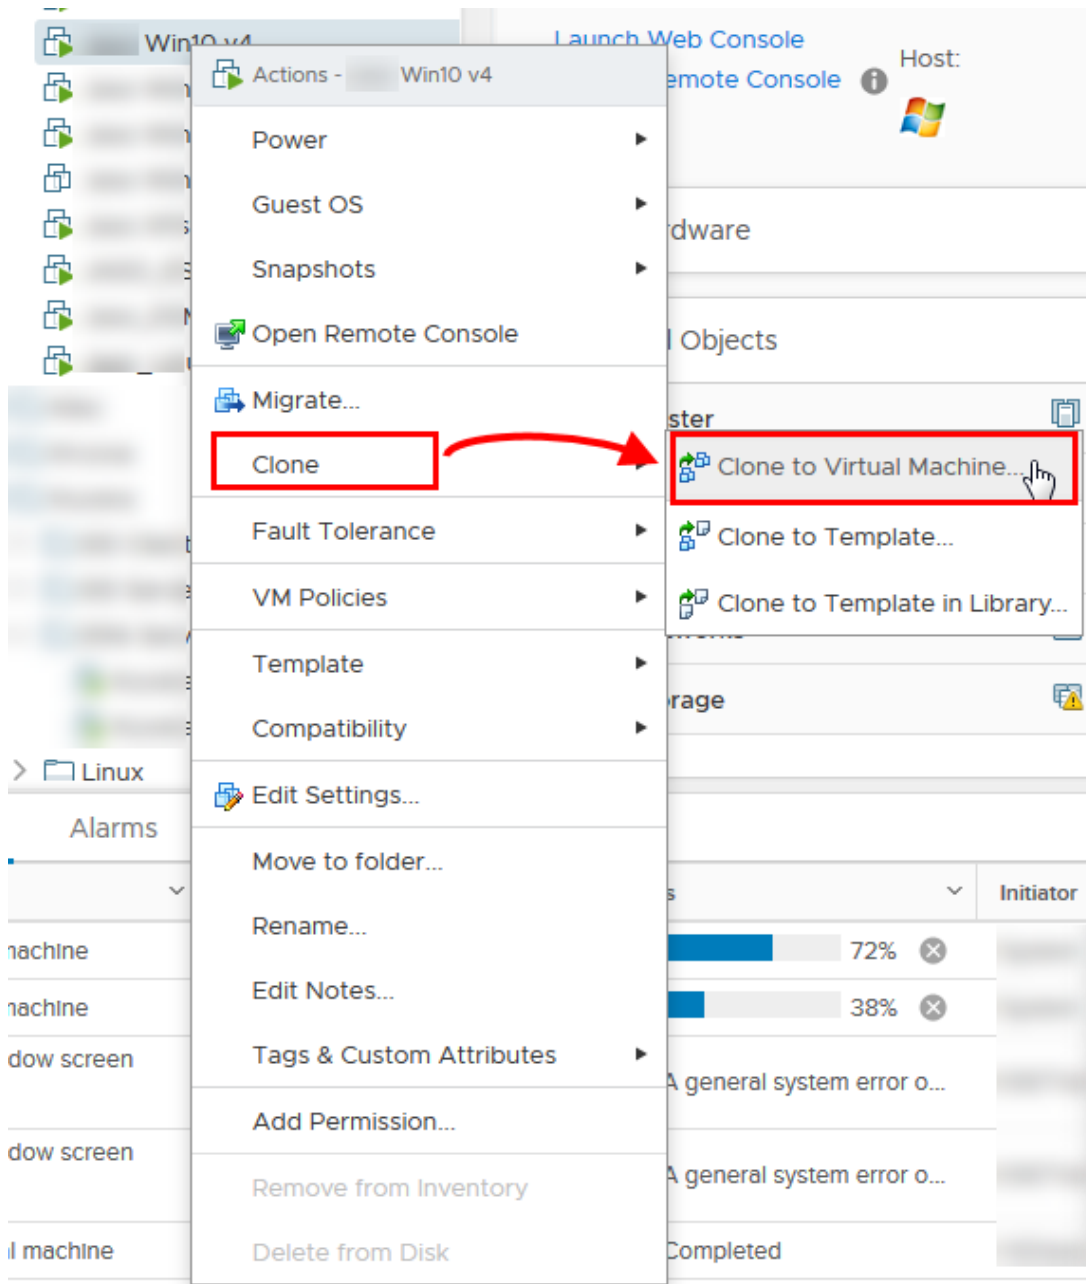 Win10 v4
Launch Web Console
Remote Console
Host:
Actions - Win10 v4
Power
Guest OS
Snapshots
Open Remote Console
Migrate...
Clone
Fault Tolerance
VM Policies
Template
Compatibility
Edit Settings...
Move to folder...
Rename...
Edit Notes...
Tags & Custom Attributes
Add Permission...
Remove from Inventory
Delete from Disk
Clone to Virtual Machine...
Clone to Template...
Clone to Template in Library...
rdware
Objects
ster
rage
Linux
Alarms
Initiator
machine
72%
machine
38%
dow screen
A general system error o...
dow screen
A general system error o...
l machine
Completed